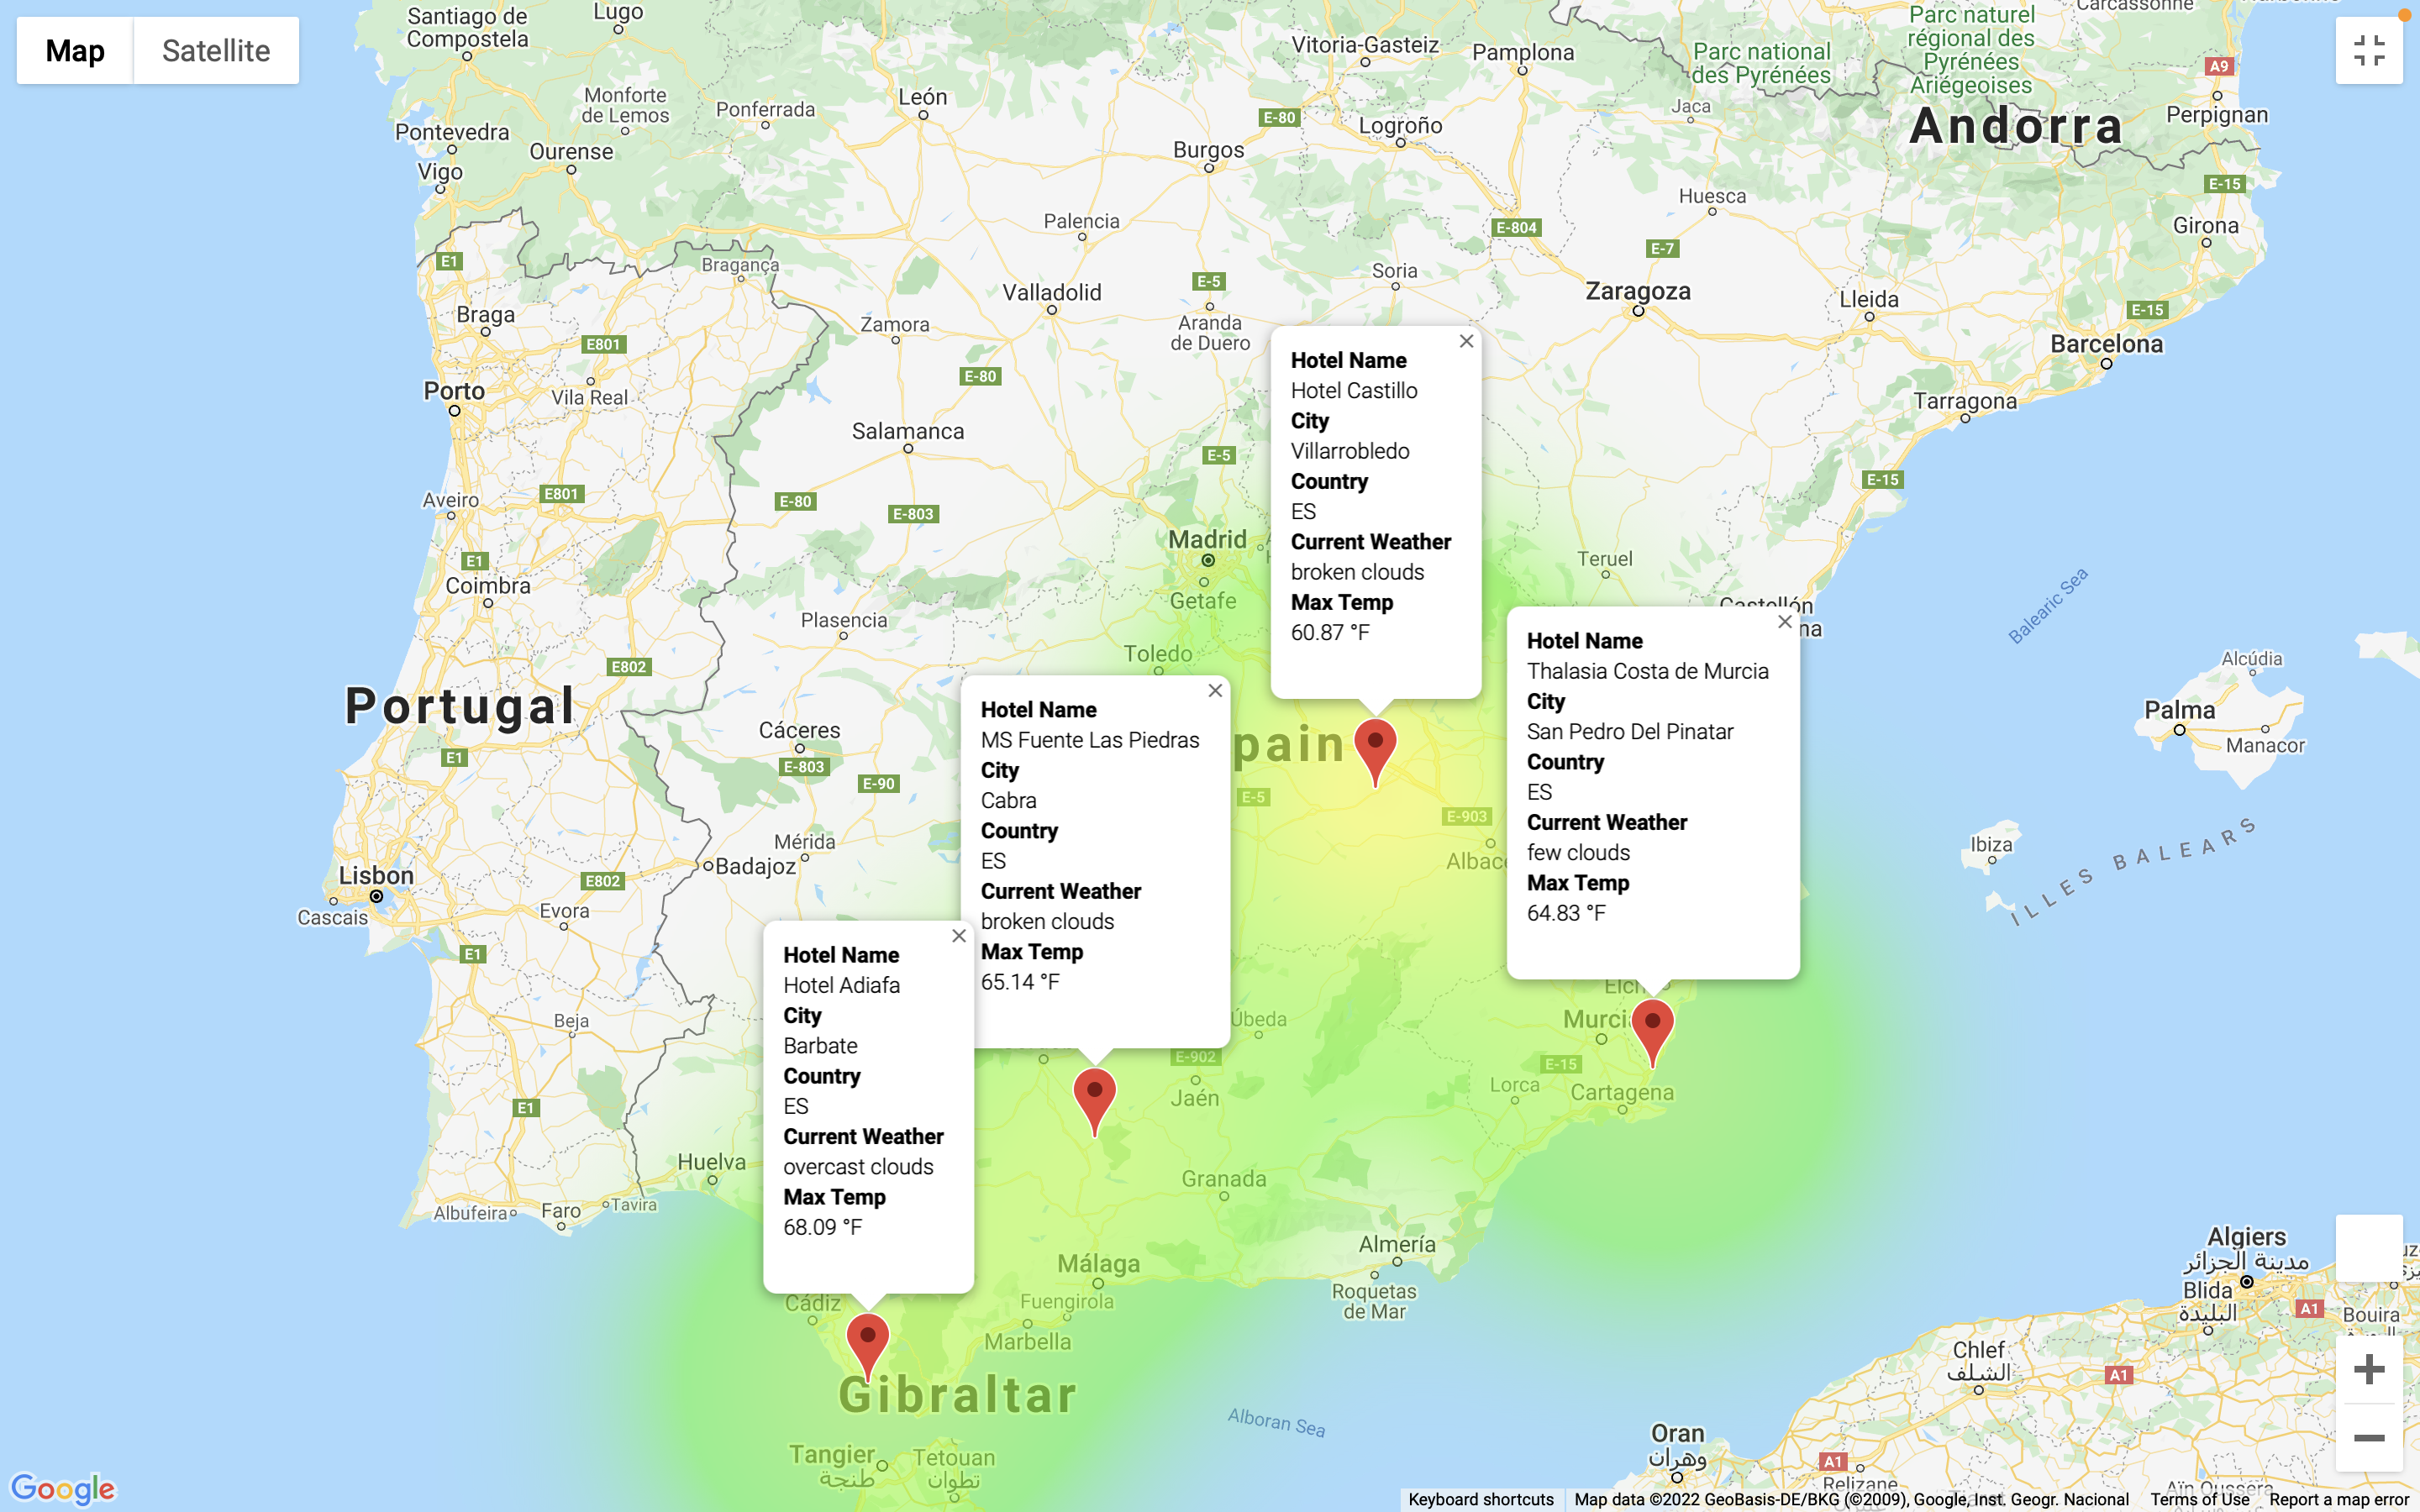 Map
Satellite
Santiago de
Compostela
Lugo
Vitoria-Gasteiz
Pamplona
Parc national
des Pyrénées
Parc naturel
régional des
Pyrénées
Ariégeoises
Carcassonne
A9
Andorra
Perpignan
Monforte
de Lemos
Ponferrada
León
E-80
Logroño
Jaca
Pontevedra
Ourense
Vigo
Burgos
Huesca
E-15
Girona
Palencia
E-804
E-7
E1
Bragança
Soria
E-5
Valladolid
Zaragoza
Lleida
E-15
Braga
Zamora
Aranda
de Duero
E801
Barcelona
Porto
Vila Real
E-80
Tarragona
Salamanca
E-5
E-15
Aveiro
E801
E-80
E-803
Madrid
Getafe
Teruel
E1
Coimbra
Castellón
Balearic Sea
Plasencia
Toledo
E802
Alcúdia
Palma
Manacor
Portugal
Cáceres
E-803
E-90
E1
E-5
E-903
Mérida
Badajoz
Ibiza
ILLES BALEARS
Lisbon
Cascais
E802
Evora
E1
Hotel Name
Hotel Castillo
City
Villarrobledo
Country
ES
Current Weather
broken clouds
Max Temp
60.87 °F
Hotel Name
Thalasia Costa de Murcia
City
San Pedro Del Pinatar
Country
ES
Current Weather
few clouds
Max Temp
64.83 °F
Hotel Name
MS Fuente Las Piedras
City
Cabra
Country
ES
Current Weather
broken clouds
Max Temp
65.14 °F
Hotel Name
Hotel Adiafa
City
Barbate
Country
ES
Current Weather
overcast clouds
Max Temp
68.09 °F
Beja
Úbeda
E-902
Jaén
E-15
Lorca
Cartagena
E1
Huelva
Granada
Albufeira
Faro
Tavira
Almería
Roquetas
de Mar
Málaga
Fuengirola
Marbella
Cádiz
Gibraltar
Alboran Sea
Tangier
طنجة
Tetouan
تطوان
Algiers
مدينة الجزائر
Blida
البليدة
A1
Bouira
Chlef
الشلف
A1
Oran
وهران
A1
Relizane
Google
Keyboard shortcuts
Map data ©2022 GeoBasis-DE/BKG (©2009), Google, Inst. Geogr. Nacional
Terms of Use
Report a map error